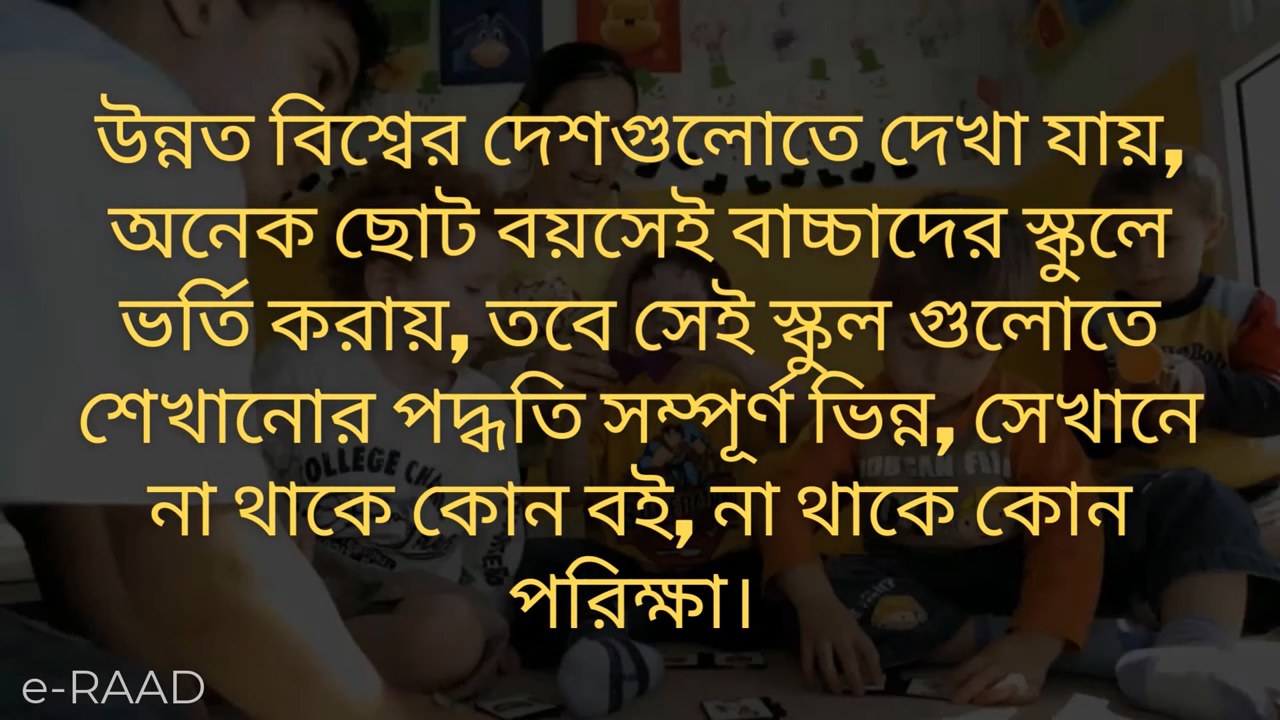 উন্নত বিশ্বের দেশগুলোতে দেখা যায়,
অনেক ছোট বয়সেই বাচ্চাদের স্কুলে
ভর্তি করায়, তবে সেই স্কুল গুলোতে
শেখানোর পদ্ধতি সম্পূর্ণ ভিন্ন, সেখানে
না থাকে কোন বই, না থাকে কোন
পরিক্ষা।
e-RAAD